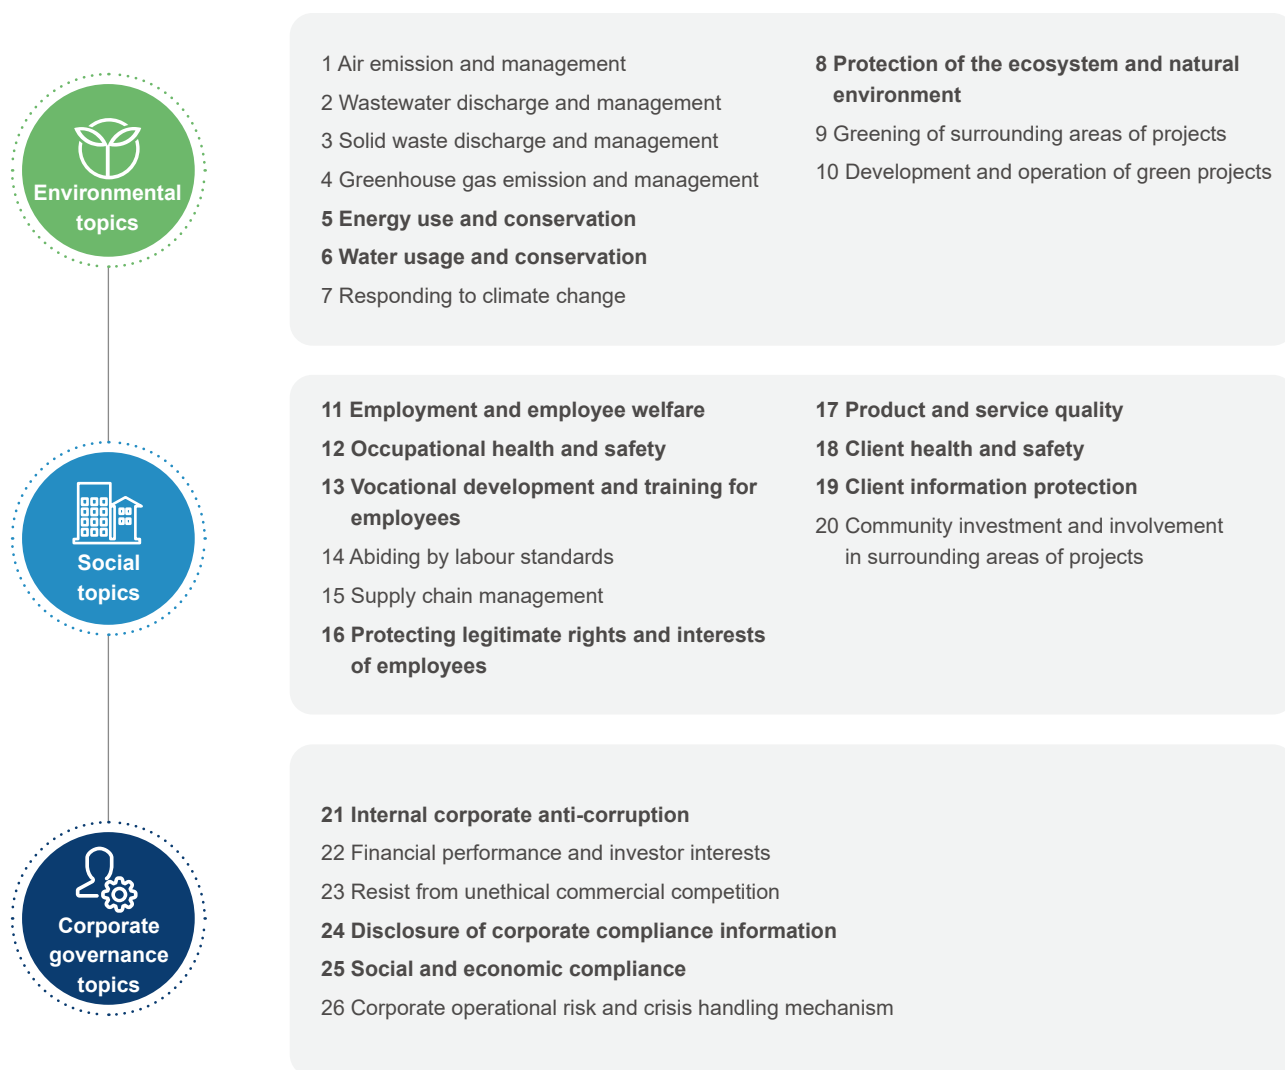 Environmental
topics
1 Air emission and management
2 Wastewater discharge and management
3 Solid waste discharge and management
4 Greenhouse gas emission and management
5 Energy use and conservation
6 Water usage and conservation
7 Responding to climate change
8 Protection of the ecosystem and natural
environment
9 Greening of surrounding areas of projects
10 Development and operation of green projects
Social
topics
11 Employment and employee welfare
12 Occupational health and safety
13 Vocational development and training for
employees
14 Abiding by labour standards
15 Supply chain management
16 Protecting legitimate rights and interests
of employees
17 Product and service quality
18 Client health and safety
19 Client information protection
20 Community investment and involvement
in surrounding areas of projects
Corporate
governance
topics
21 Internal corporate anti-corruption
22 Financial performance and investor interests
23 Resist from unethical commercial competition
24 Disclosure of corporate compliance information
25 Social and economic compliance
26 Corporate operational risk and crisis handling mechanism